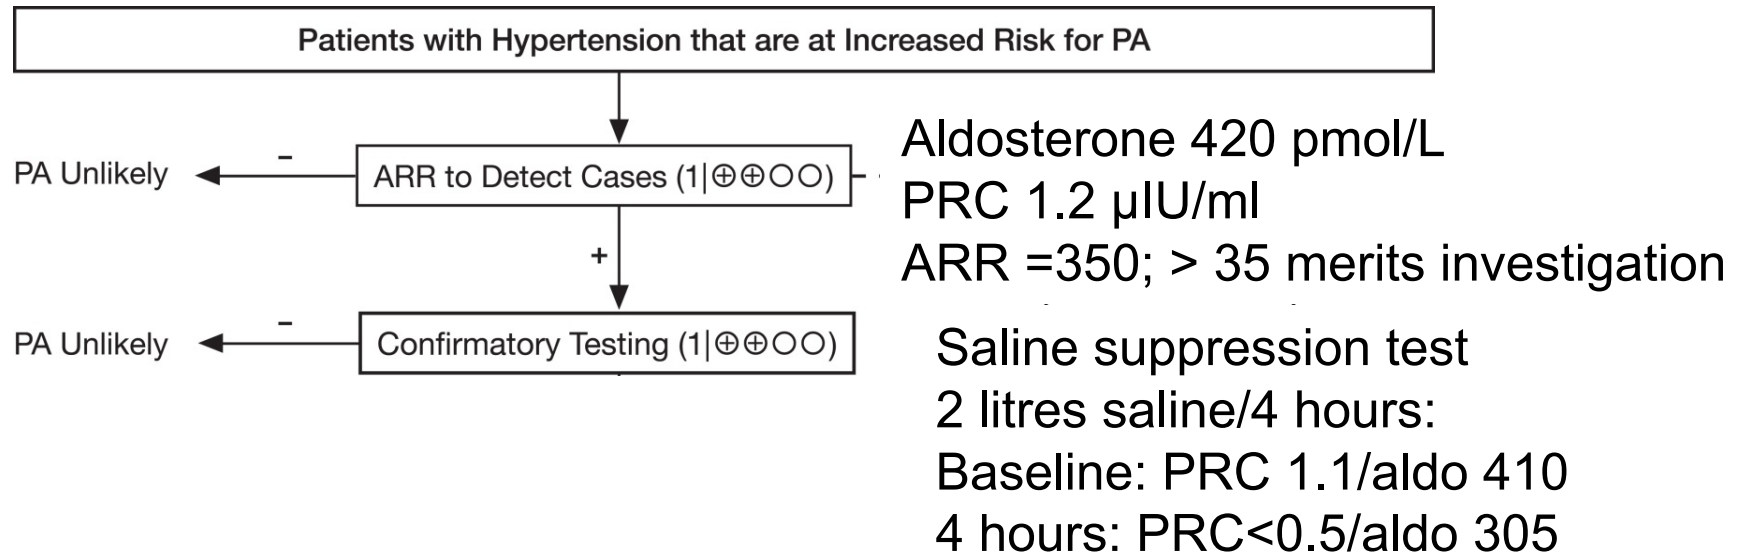 Patients with Hypertension that are at Increased Risk for PA
PA Unlikely
–
ARR to Detect Cases (1|⊕⊕○○)
Aldosterone 420 pmol/L
PRC 1.2 µIU/ml
ARR =350; > 35 merits investigation
+
PA Unlikely
–
Confirmatory Testing (1|⊕⊕○○)
Saline suppression test
2 litres saline/4 hours:
Baseline: PRC 1.1/aldo 410
4 hours: PRC<0.5/aldo 305